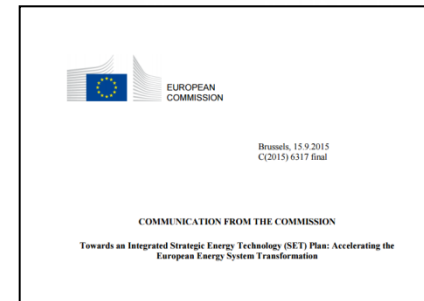 EUROPEAN
COMMISSION
Brussels, 15.9.2015
C(2015) 6317 final
COMMUNICATION FROM THE COMMISSION
Towards an Integrated Strategic Energy Technology (SET) Plan: Accelerating the
European Energy System Transformation